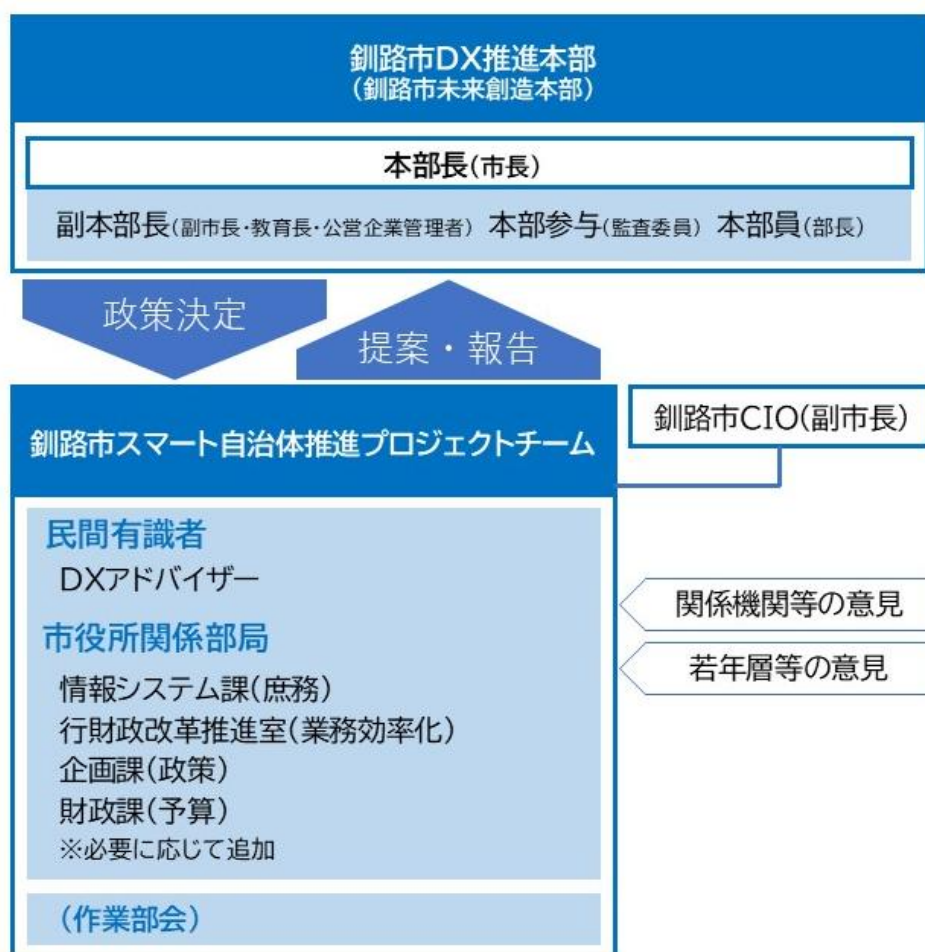 釧路市DX推進本部
(釧路市未来創造本部)
本部長(市長)
副本部長(副市長・教育長・公営企業管理者) 本部参与(監査委員) 本部員(部長)
政策決定
提案・報告
釧路市スマート自治体推進プロジェクトチーム
釧路市CIO(副市長)
民間有識者
DXアドバイザー
市役所関係部局
情報システム課(庶務)
行財政改革推進室(業務効率化)
企画課(政策)
財政課(予算)
※必要に応じて追加
(作業部会)
関係機関等の意見
若年層等の意見